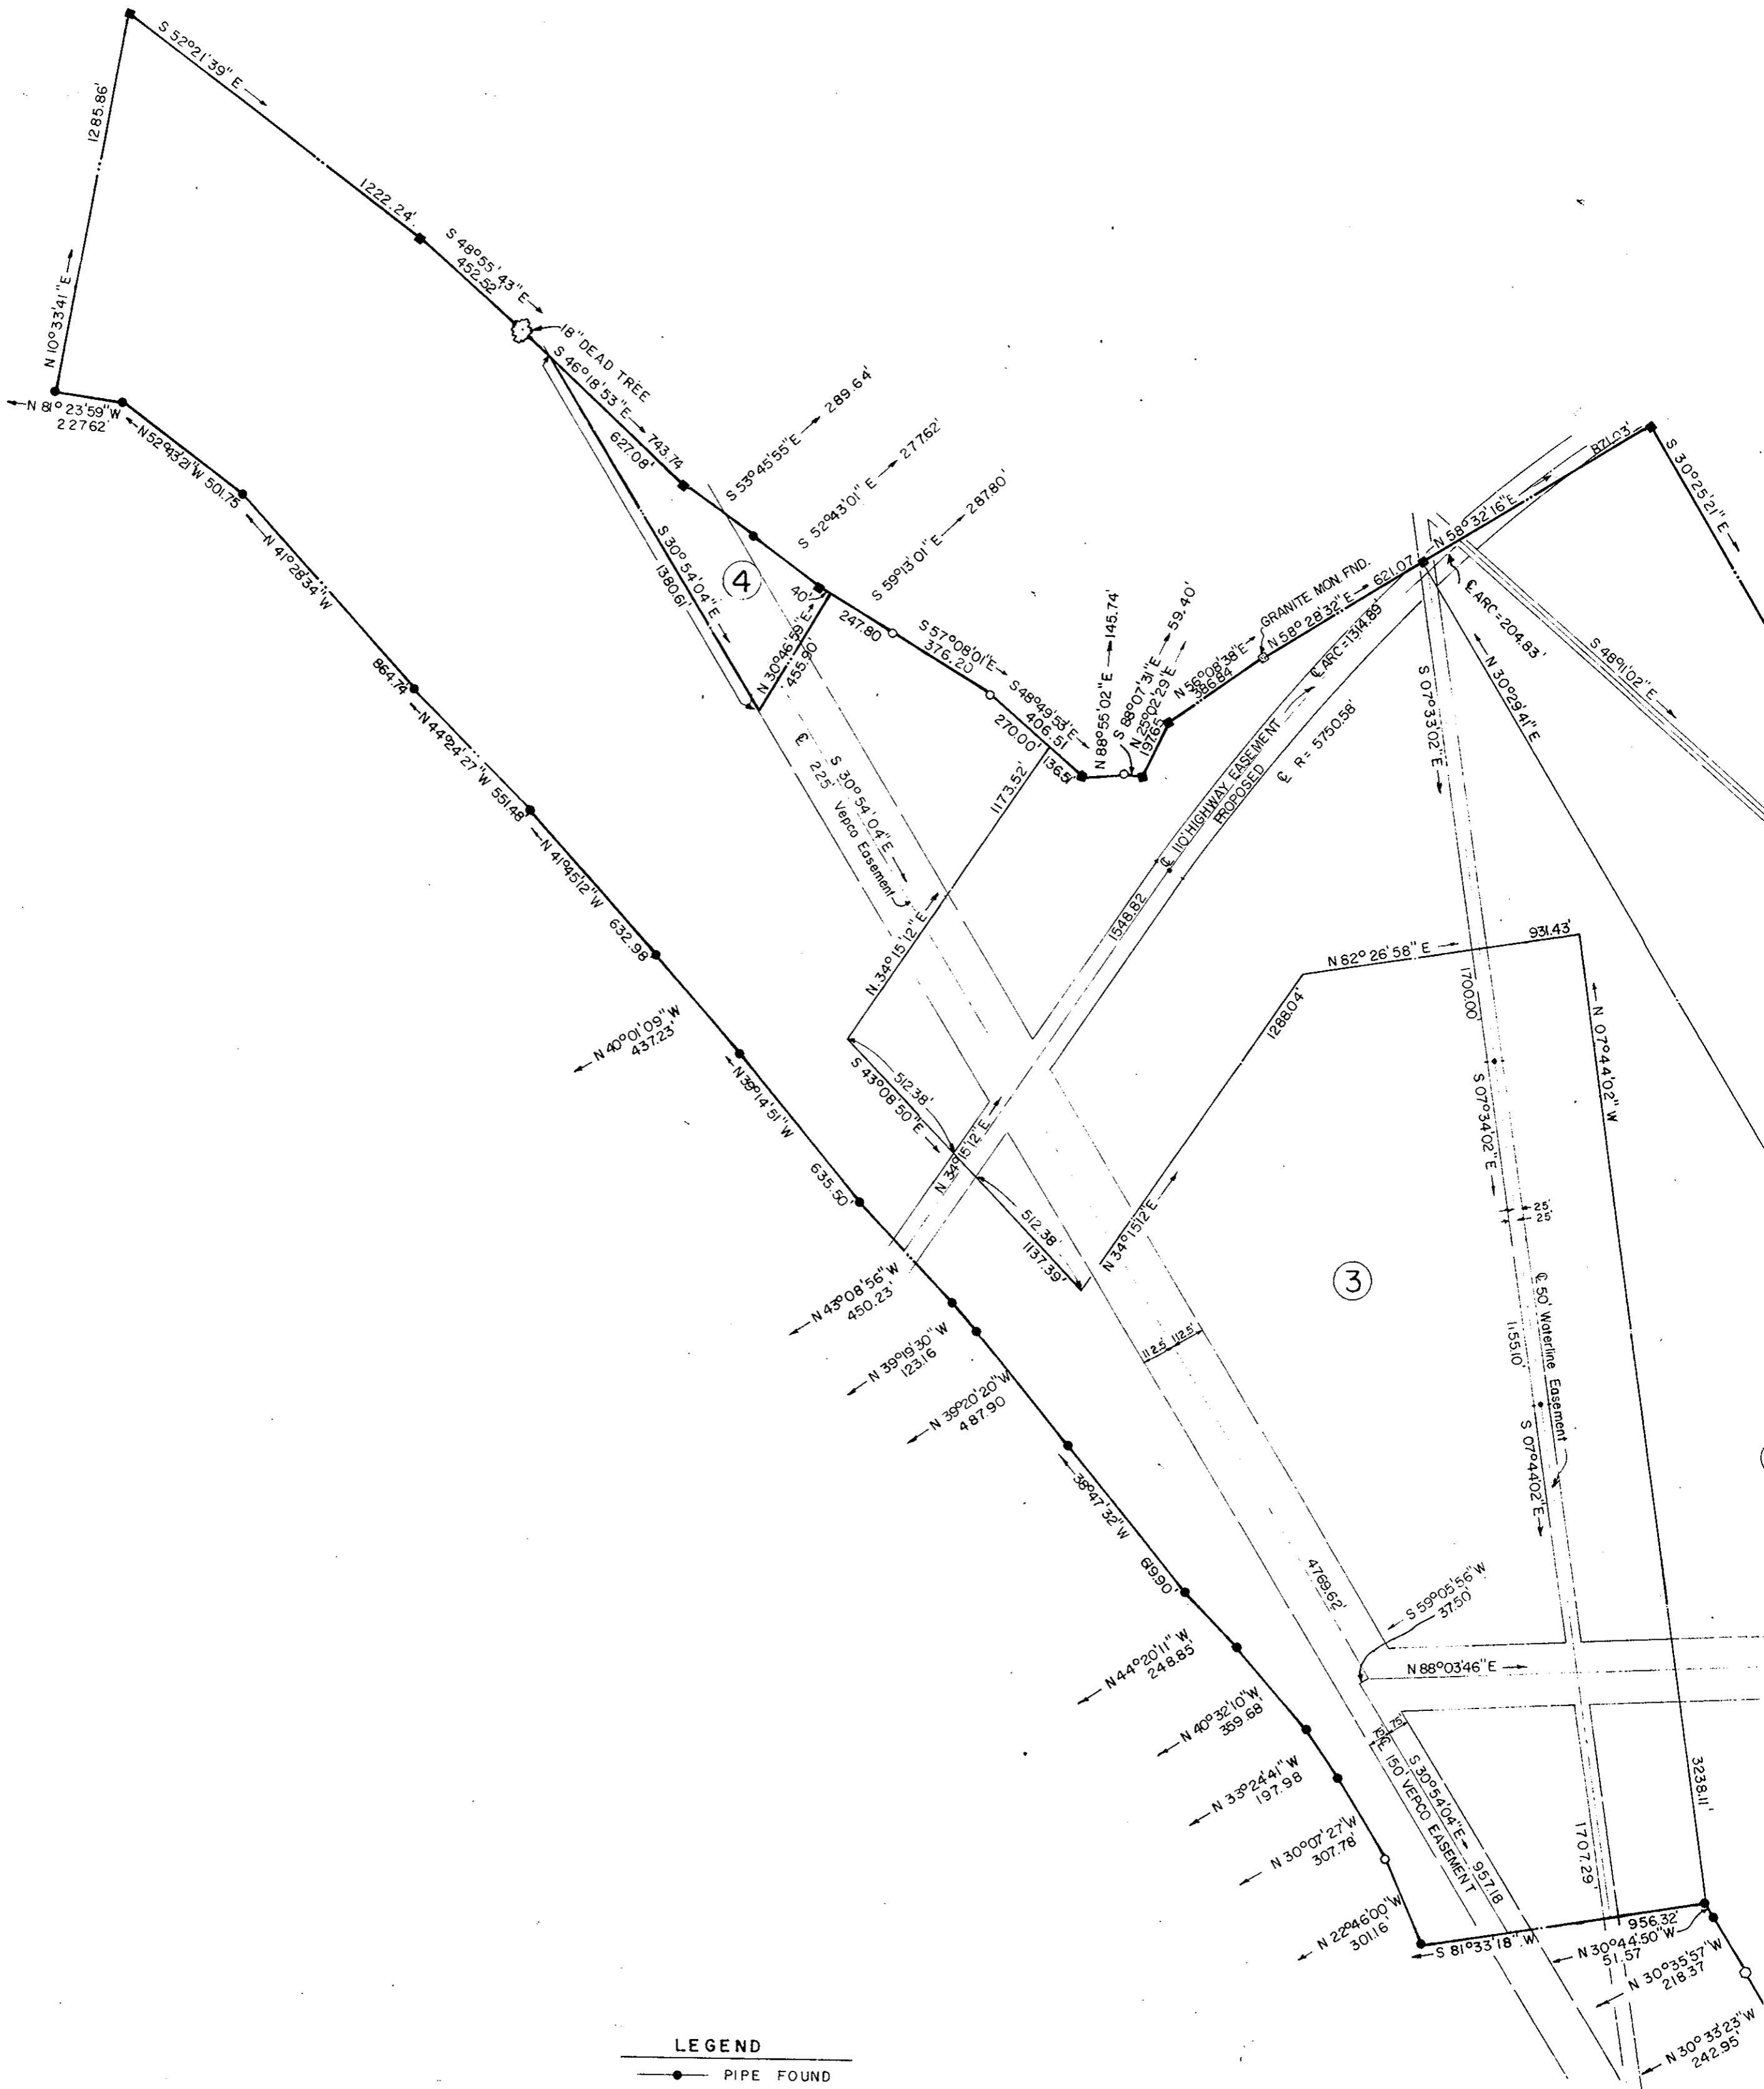 S 52°21'39" E
1285.86'
1222.24'
S 48°55'43" E
452.52'
N 10°33'41" E
18" DEAD TREE
S 46°18'53" E
743.74
627.08'
N 81°23'59" W
227.62'
N 52°43'21" W 501.75
S 53°45'55" E 289.64'
S 52°43'01" E 277.62'
S 59°13'01" E 287.80'
N 41°28'34" W
864.74'
S 30°54'04" E
1380.61'
4
40'
N 30°46'59" E
455.90'
247.80
S 57°08'01" E
376.20
S 48°49'53" E
406.51
270.00'
136.51
N 88°55'02" E 145.74'
S 88°07'31" E 59.40'
N 25°02'29" E
197.65
N 56°08'38" E
386.84
GRANITE MON. FND.
N 58°28'32" E 621.07
N 58°32'16" E
871.03'
S 30°25'21" E
℄ ARC=204.83'
S 48°11'02" E
℄ ARC=1314.89'
N 30°29'41" E
S 07°33'02" E
℄ 110' HIGHWAY EASEMENT
PROPOSED
℄ R= 5750.58'
1548.82
N 44°24'27" W 551.48'
N 41°45'12" W
632.98'
℄
225'
S 30°54'04" E
Vepco Easement
1173.52'
N.34°15'12" E
N 82°26'58" E
931.43'
1288.04'
1700.00'
N 07°44'02" W
N 40°01'09" W
437.23'
N 39°14'51" W
635.50'
512.38'
S 43°08'50" E
N 34°15'12" E
512.38'
1137.39'
N 34°15'12" E
S 07°34'02" E
25'
25'
3
N 43°08'56" W
450.23'
N 39°19'30" W
123.16
N 39°20'20" W
487.90
112.5' 112.5'
℄ 50' Waterline Easement
1155.10'
S 07°44'02" E
38°47'32" W
619.90'
4769.62'
S 59°05'56" W
37.50'
N 44°20'11" W
248.85'
N 88°03'46" E
N 40°32'10" W
359.68'
75' 75'
S 30°54'04" E 957.18
℄ 150' VEPCO EASEMENT
3238.11'
N 33°24'41" W
197.98
N 30°07'27" W
307.78'
1707.29'
N 22°46'00" W
301.16'
S 81°33'18" W
956.32'
N 30°44'50" W
51.57
N 30°35'57" W
218.37
N 30°33'23" W
242.95'
LEGEND
PIPE FOUND